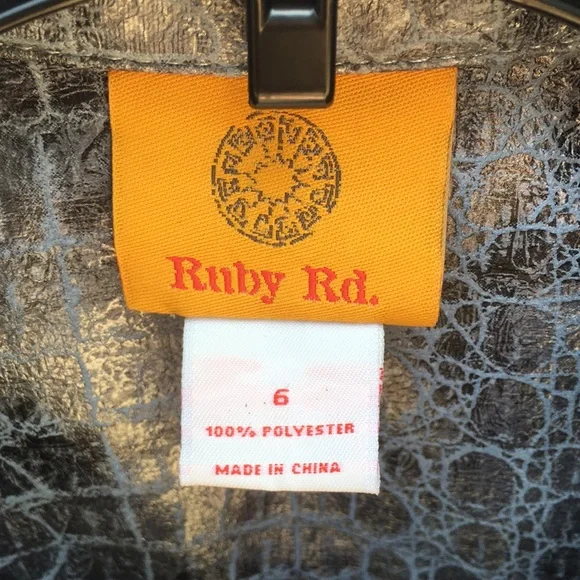 Ruby Rd.
6
100% POLYESTER
MADE IN CHINA